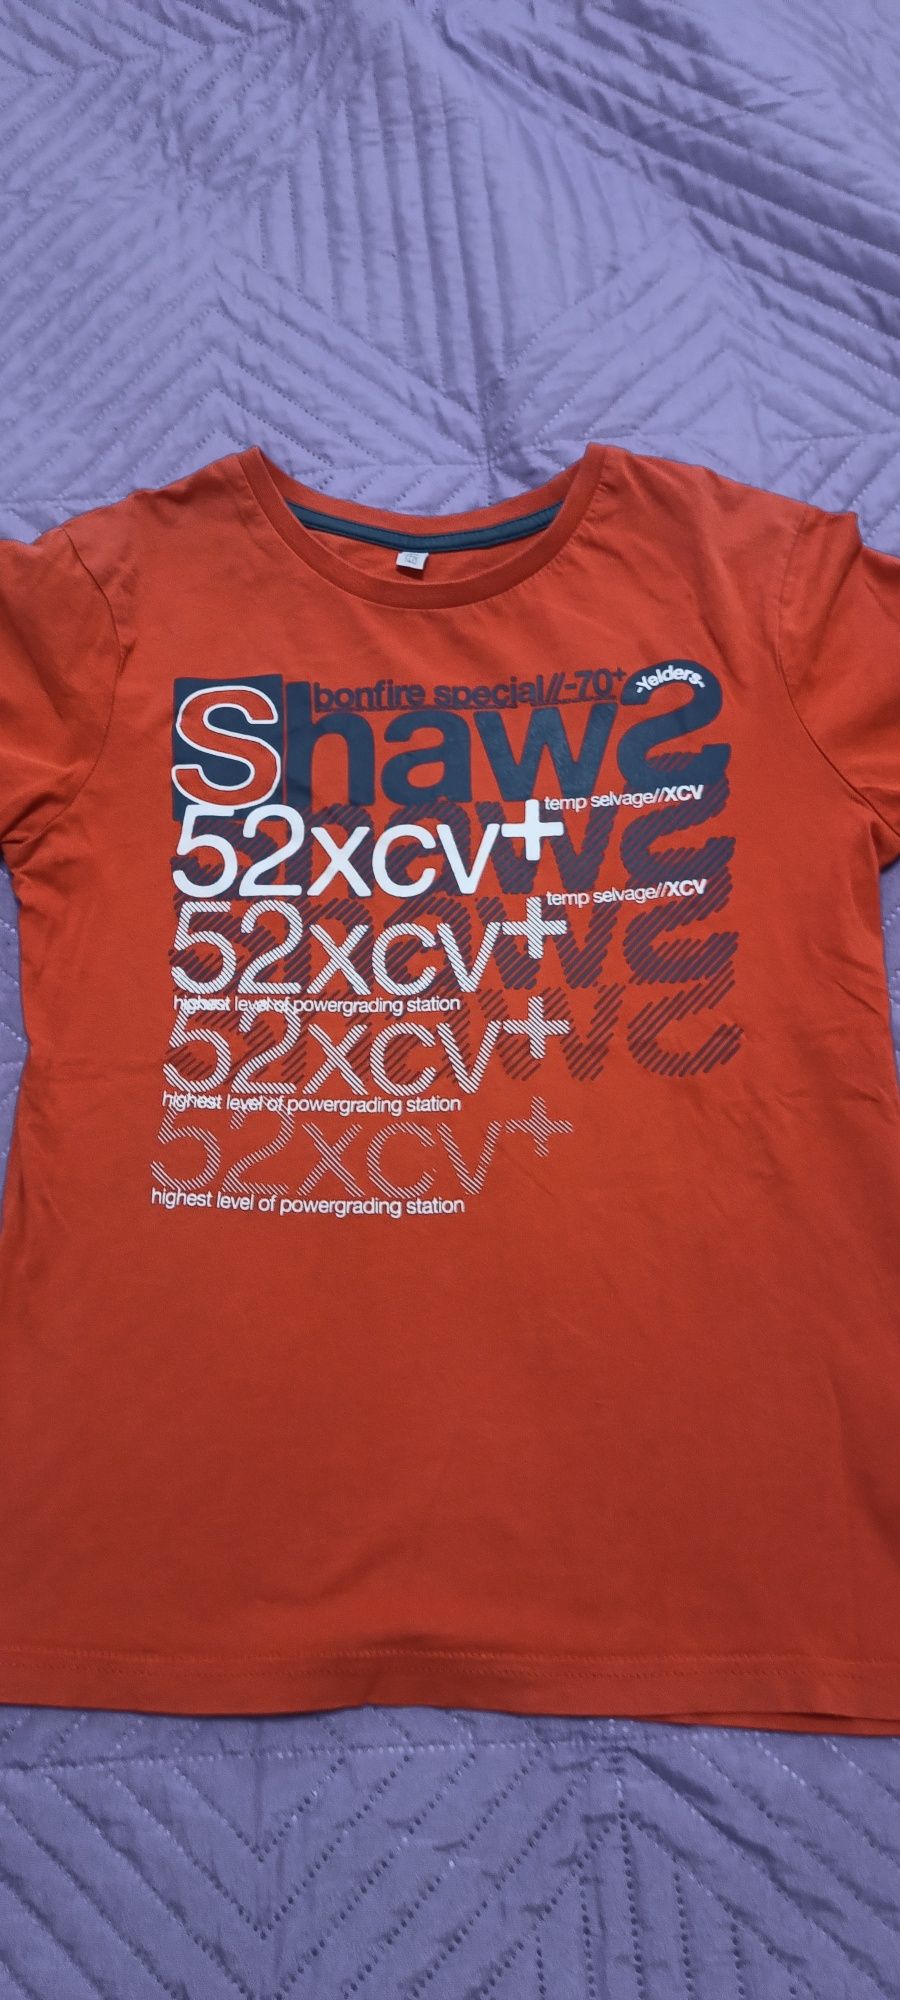 bonfire special//-70+
-Yelders-
Shaws
temp selvage//XCV
52xcv+
temp selvage//XCV
52xcv+
highest level of powergrading station
52xcv+
highest level of powergrading station
52xcv+
highest level of powergrading station